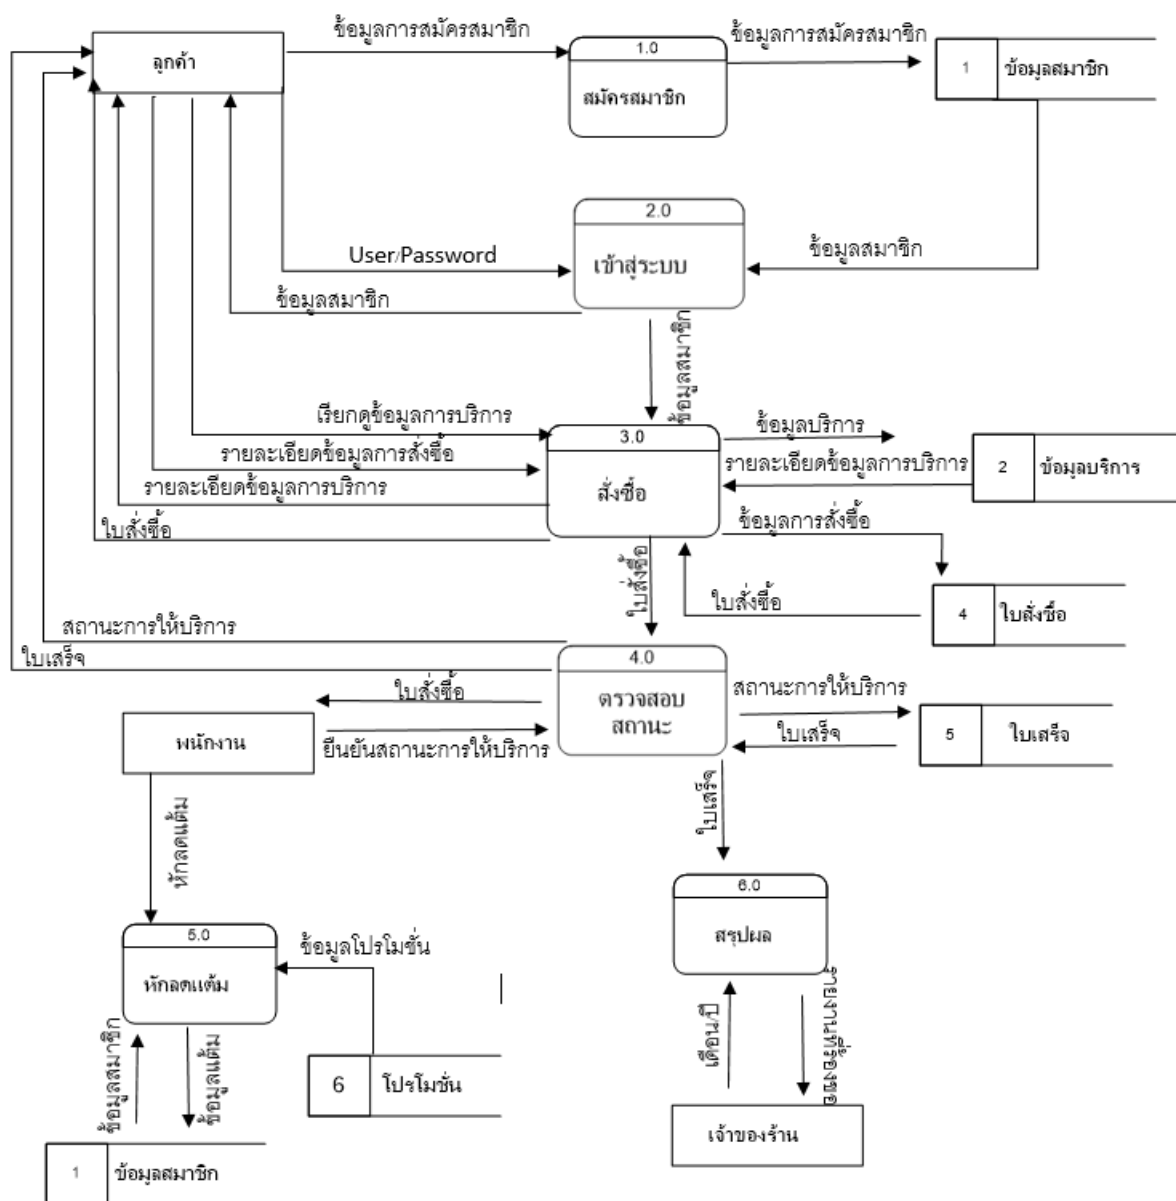 ข้อมูลการสมัครสมาชิก
ข้อมูลการสมัครสมาชิก
ลูกค้า
1.0
สมัครสมาชิก
1
ข้อมูลสมาชิก
2.0
เข้าสู่ระบบ
User/Password
ข้อมูลสมาชิก
ข้อมูลสมาชิก
ข้อมูลสมาชิก
เรียกดูข้อมูลการบริการ
3.0
สั่งซื้อ
ข้อมูลบริการ
รายละเอียดข้อมูลการสั่งซื้อ
รายละเอียดข้อมูลการบริการ
2
ข้อมูลบริการ
รายละเอียดข้อมูลการบริการ
ข้อมูลการสั่งซื้อ
ใบสั่งซื้อ
ใบสั่งซื้อ
ใบสั่งซื้อ
4
ใบสั่งซื้อ
สถานะการให้บริการ
ใบเสร็จ
4.0
ตรวจสอบ
สถานะ
ใบสั่งซื้อ
สถานะการให้บริการ
พนักงาน
ยืนยันสถานะการให้บริการ
ใบเสร็จ
5
ใบเสร็จ
หักลดแต้ม
ใบเสร็จ
6.0
สรุปผล
5.0
หักลดแต้ม
ข้อมูลโปรโมชั่น
ข้อมูลสมาชิก
ข้อมูลแต้ม
6
โปรโมชั่น
เดือน/ปี
รายงานที่ร้องขอ
เจ้าของร้าน
1
ข้อมูลสมาชิก